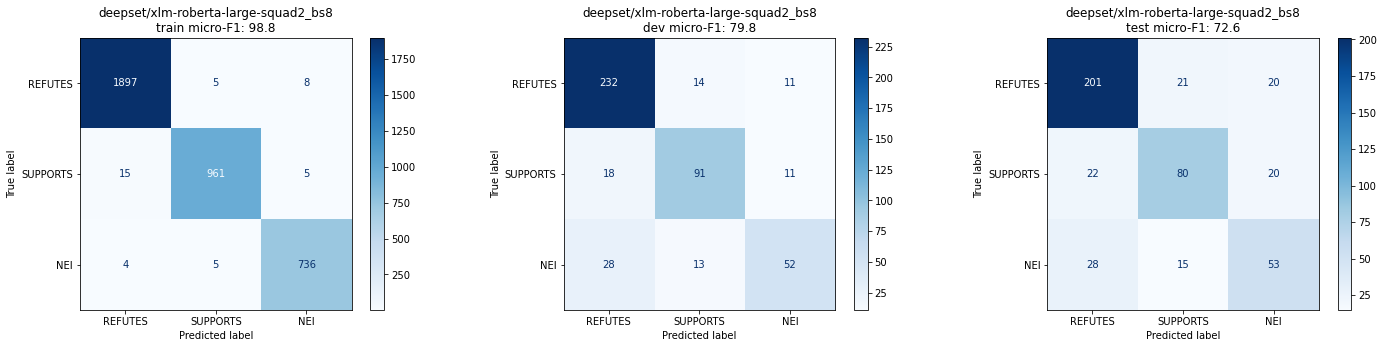 deepset/xlm-roberta-large-squad2_bs8
train micro-F1: 98.8
REFUTES 1897 5 8
SUPPORTS 15 961 5
NEI 4 5 736
REFUTES SUPPORTS NEI
Predicted label
True label
1750
1500
1250
1000
750
500
250
deepset/xlm-roberta-large-squad2_bs8
dev micro-F1: 79.8
REFUTES 232 14 11
SUPPORTS 18 91 11
NEI 28 13 52
REFUTES SUPPORTS NEI
Predicted label
True label
225
200
175
150
125
100
75
50
25
deepset/xlm-roberta-large-squad2_bs8
test micro-F1: 72.6
REFUTES 201 21 20
SUPPORTS 22 80 20
NEI 28 15 53
REFUTES SUPPORTS NEI
Predicted label
True label
200
175
150
125
100
75
50
25